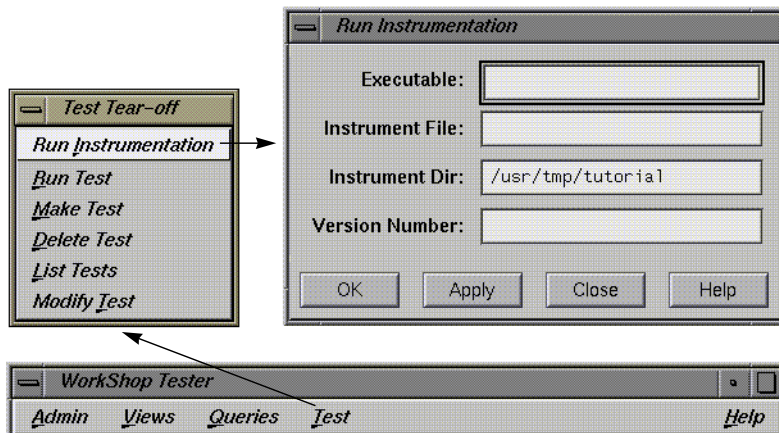 Run Instrumentation
Executable:
Instrument File:
Instrument Dir: /usr/tmp/tutorial
Version Number:
OK Apply Close Help
Test Tear-off
Run Instrumentation
Run Test
Make Test
Delete Test
List Tests
Modify Test
WorkShop Tester
Admin Views Queries Test Help